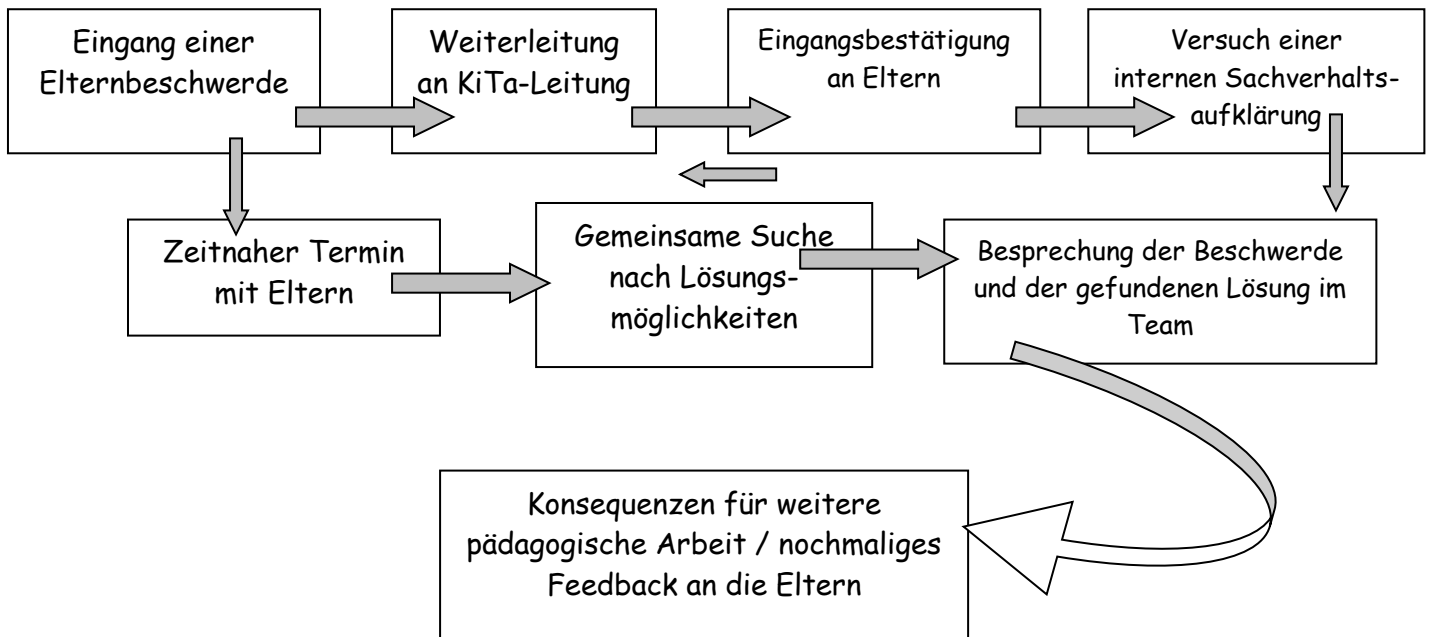 Eingang einer
Elternbeschwerde
Weiterleitung
an KiTa-Leitung
Eingangsbestätigung
an Eltern
Versuch einer
internen Sachverhalts-
aufklärung
Zeitnaher Termin
mit Eltern
Gemeinsame Suche
nach Lösungs-
möglichkeiten
Besprechung der Beschwerde
und der gefundenen Lösung im
Team
Konsequenzen für weitere
pädagogische Arbeit / nochmaliges
Feedback an die Eltern